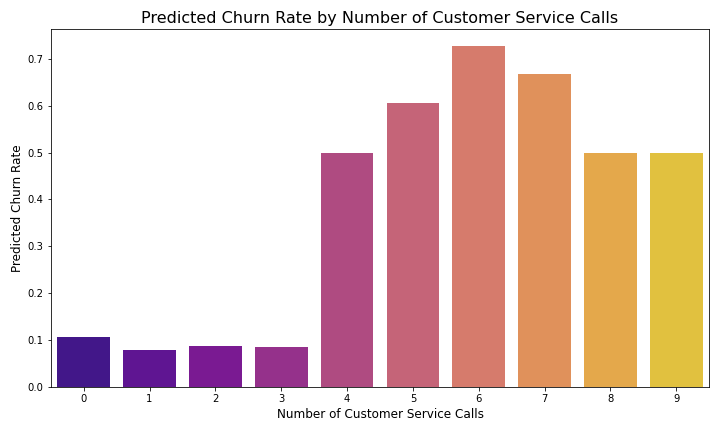 Predicted Churn Rate by Number of Customer Service Calls
Predicted Churn Rate
0.7
0.6
0.5
0.4
0.3
0.2
0.1
0.0
0 1 2 3 4 5 6 7 8 9
Number of Customer Service Calls